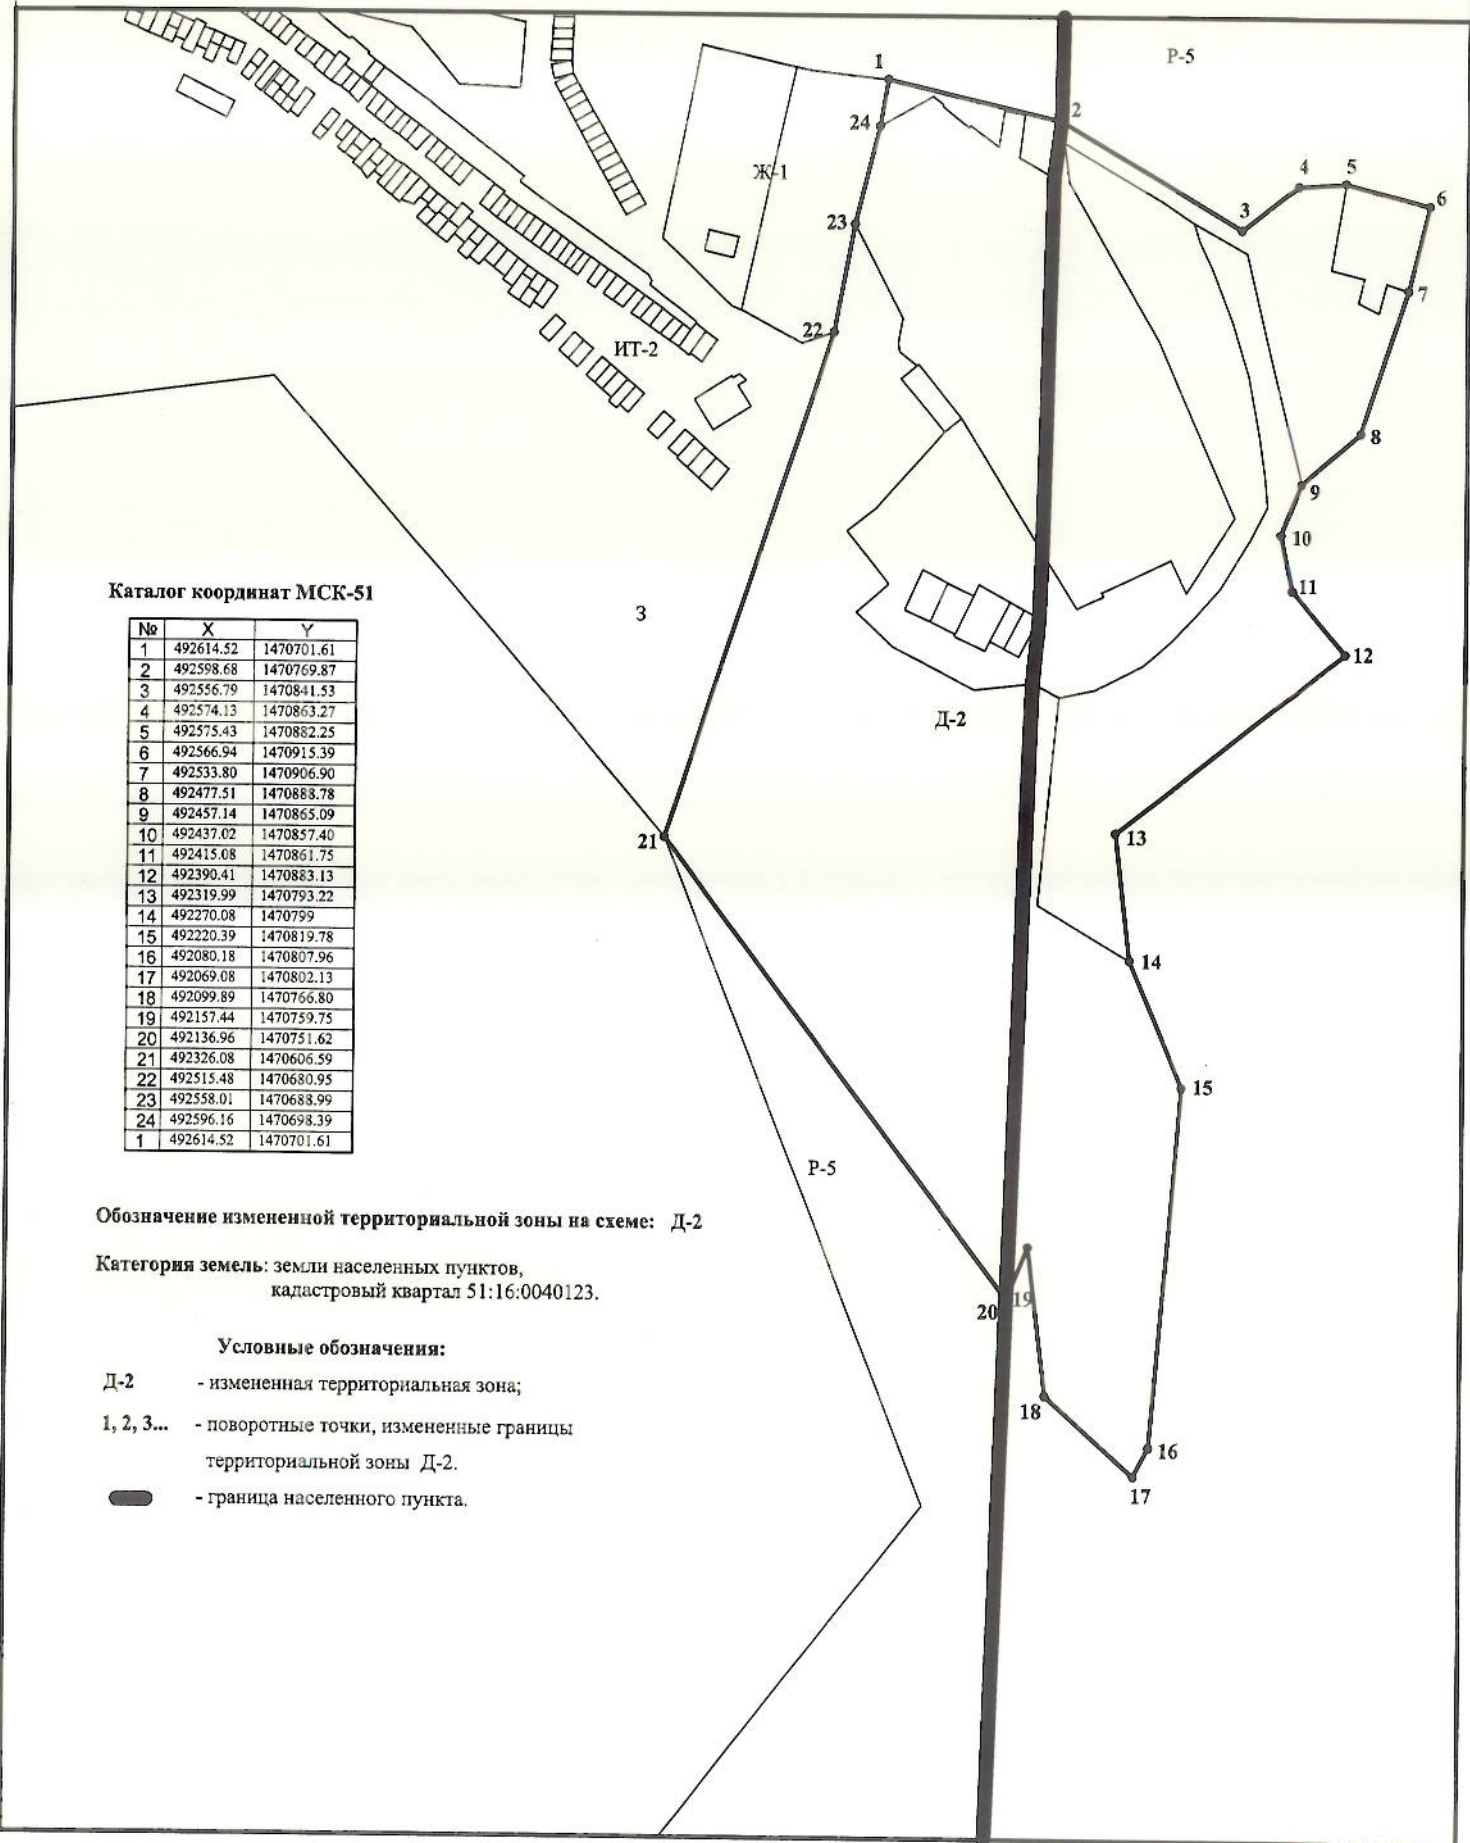 Р-5
1
2
24
Ж-1
4
5
6
3
23
7
22
ИТ-2
8
9
10
11
12
З
Д-2
13
21
14
15
Р-5
20
19
18
16
17
Каталог координат МСК-51
№ X Y
1 492614.52 1470701.61
2 492598.68 1470769.87
3 492556.79 1470841.53
4 492574.13 1470863.27
5 492575.43 1470882.25
6 492566.94 1470915.39
7 492533.80 1470906.90
8 492477.51 1470888.78
9 492457.14 1470865.09
10 492437.02 1470857.40
11 492415.08 1470861.75
12 492390.41 1470883.13
13 492319.99 1470793.22
14 492270.08 1470799
15 492220.39 1470819.78
16 492080.18 1470807.96
17 492069.08 1470802.13
18 492099.89 1470766.80
19 492157.44 1470759.75
20 492136.96 1470751.62
21 492326.08 1470606.59
22 492515.48 1470680.95
23 492558.01 1470688.99
24 492596.16 1470698.39
1 492614.52 1470701.61
Обозначение измененной территориальной зоны на схеме: Д-2
Категория земель: земли населенных пунктов,
кадастровый квартал 51:16:0040123.
Условные обозначения:
Д-2 - измененная территориальная зона;
1, 2, 3... - поворотные точки, измененные границы
территориальной зоны Д-2.
- граница населенного пункта.